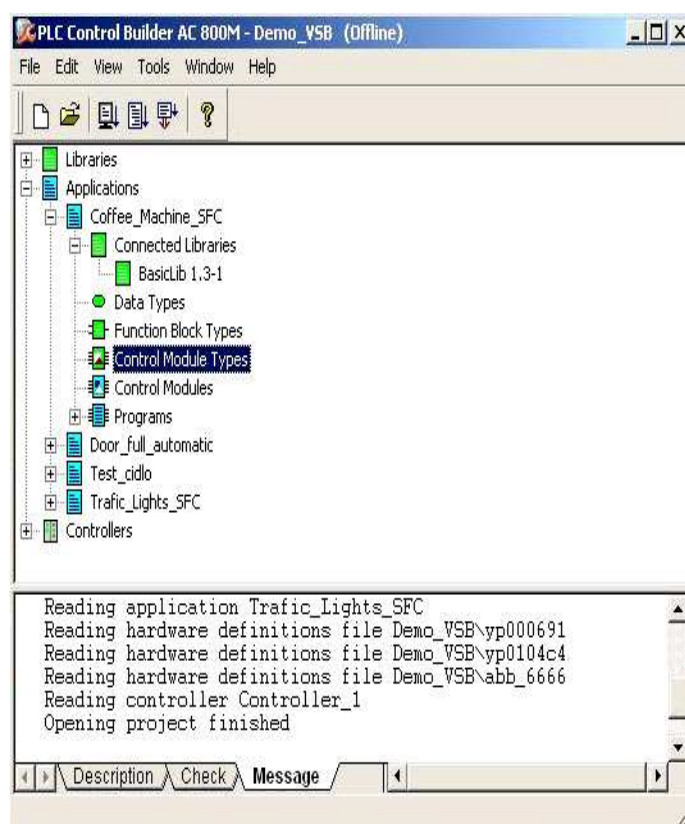 PLC Control Builder AC 800M - Demo_VSB (Offline)
File Edit View Tools Window Help
Libraries
Applications
Coffee_Machine_SFC
Connected Libraries
BasicLib 1.3-1
Data Types
Function Block Types
Control Module Types
Control Modules
Programs
Door_full_automatic
Test_cidlo
Trafic_Lights_SFC
Controllers
Reading application Trafic_Lights_SFC
Reading hardware definitions file Demo_VSB\yp000691
Reading hardware definitions file Demo_VSB\yp0104c4
Reading hardware definitions file Demo_VSB\abb_6666
Reading controller Controller_1
Opening project finished
Description Check Message